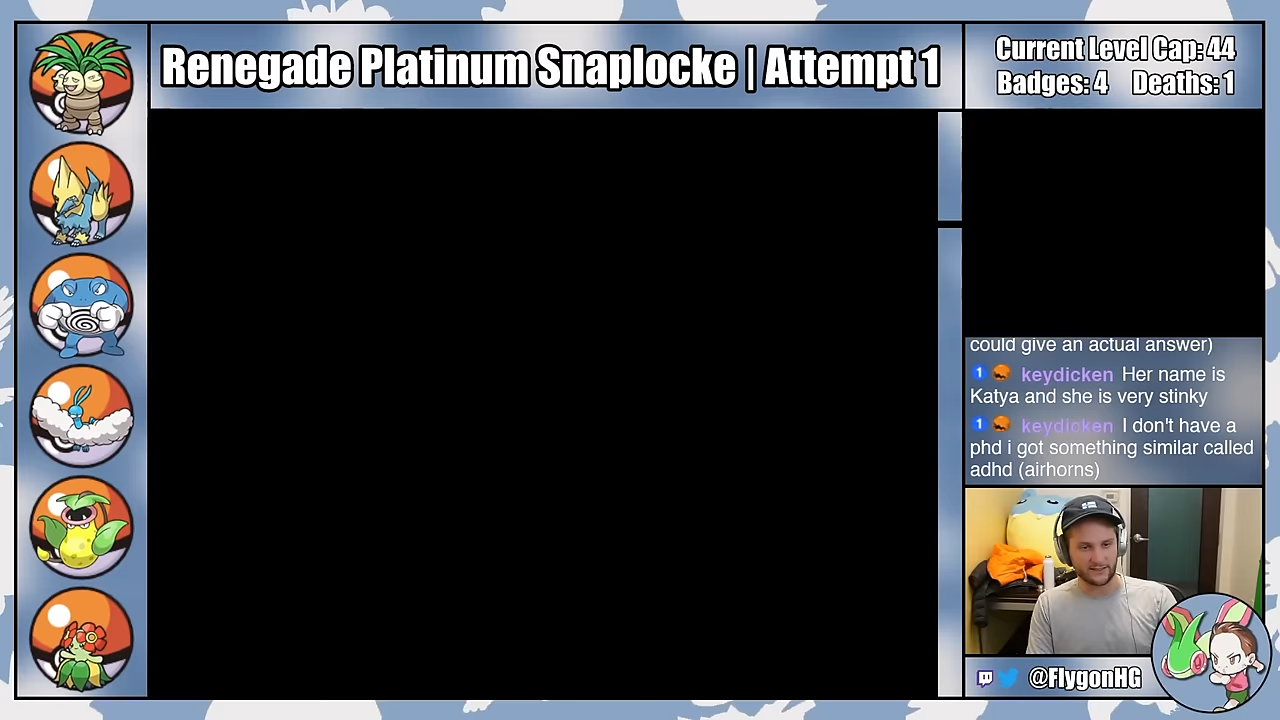 Renegade Platinum Snaplocke | Attempt 1
Current Level Cap: 44
Badges: 4 Deaths: 1
could give an actual answer)
1 keydicken Her name is
Katya and she is very stinky
1 keydicken I don't have a
phd i got something similar called
adhd (airhorns)
@FlygonHG